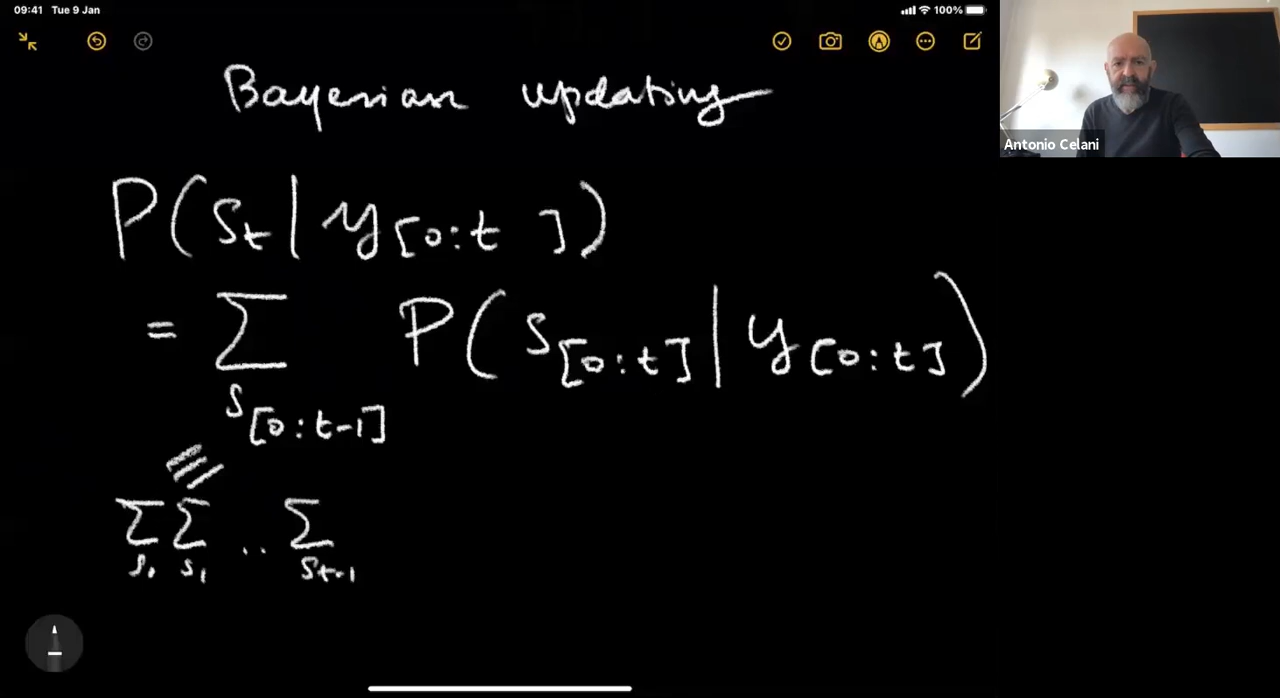 09:41 Tue 9 Jan 100%
Antonio Celani
Bayesian updating
P(s_t | y_[0:t])
= Σ_{s_[0:t-1]} P(s_[0:t] | y_[0:t])
≡
Σ_{s_0} Σ_{s_1} .. Σ_{s_{t-1}}